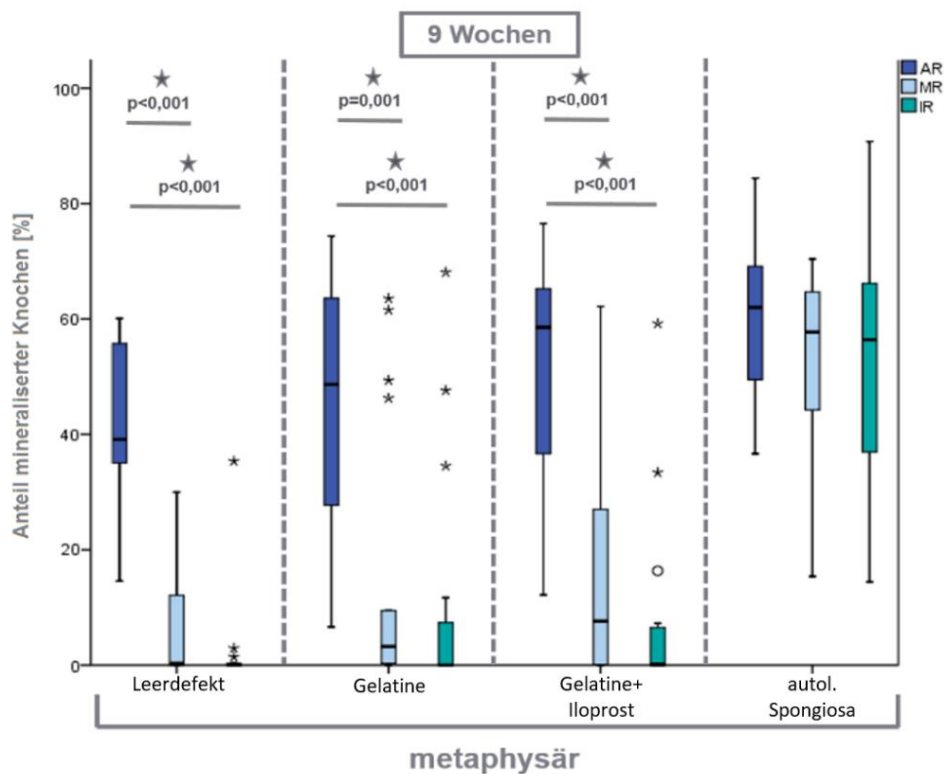 9 Wochen
AR
MR
IR
Anteil mineraliserter Knochen [%]
100
80
60
40
20
0
p<0,001
p<0,001
p=0,001
p<0,001
p<0,001
p<0,001
Leerdefekt
Gelatine
Gelatine+
Iloprost
autol.
Spongiosa
metaphysär